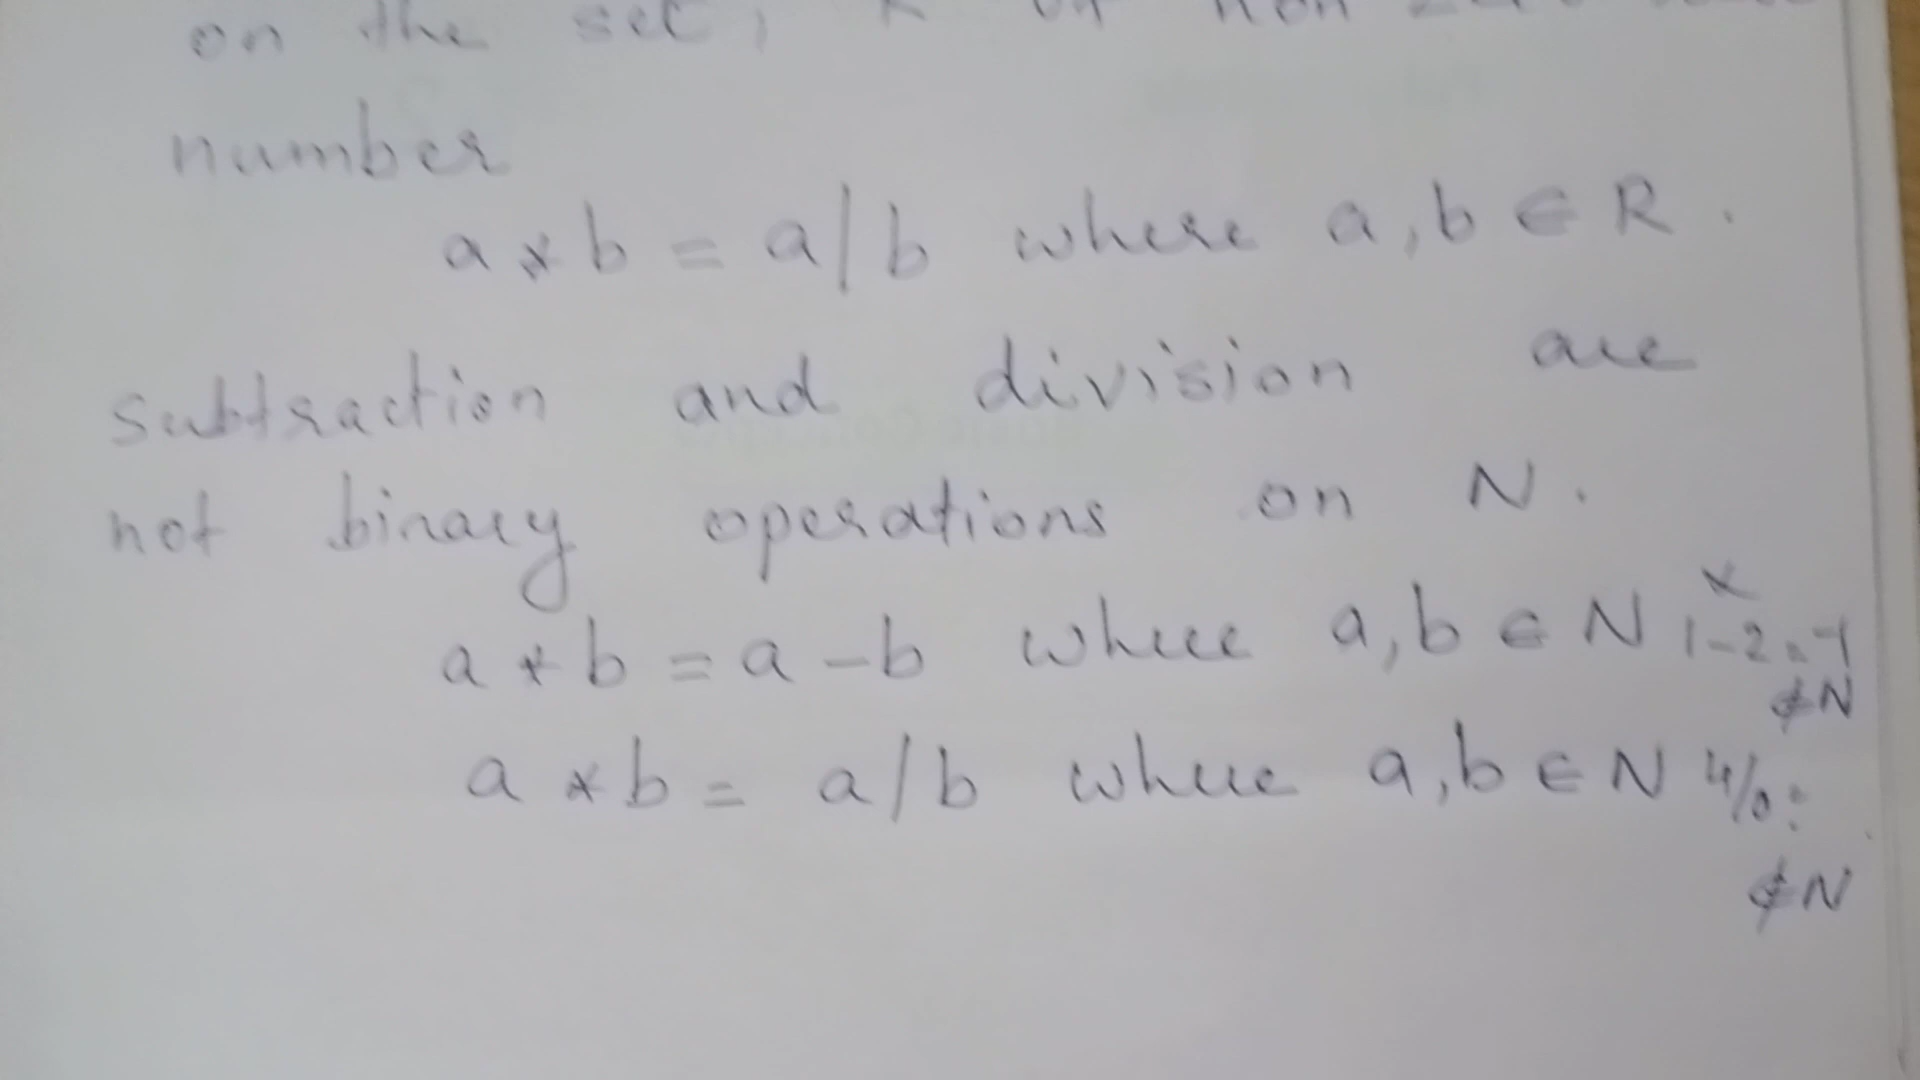 on the set,
number
a * b = a/b where a, b ∈ R.
subtraction and division are
not binary operations on N.
a * b = a - b where a, b ∈ N 1-2=-1
∉N
a * b = a/b where a, b ∈ N 4/0:
∉N